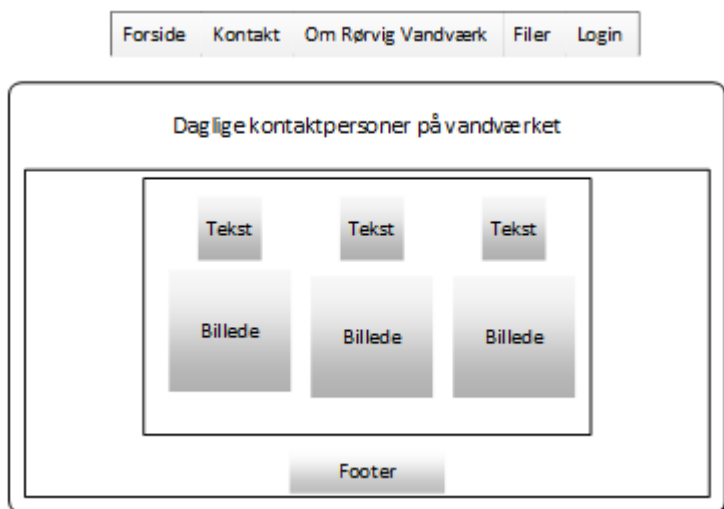 Forside Kontakt Om Rørvig Vandværk Filer Login
Daglige kontaktpersoner på vandværket
Tekst Tekst Tekst
Billede Billede Billede
Footer